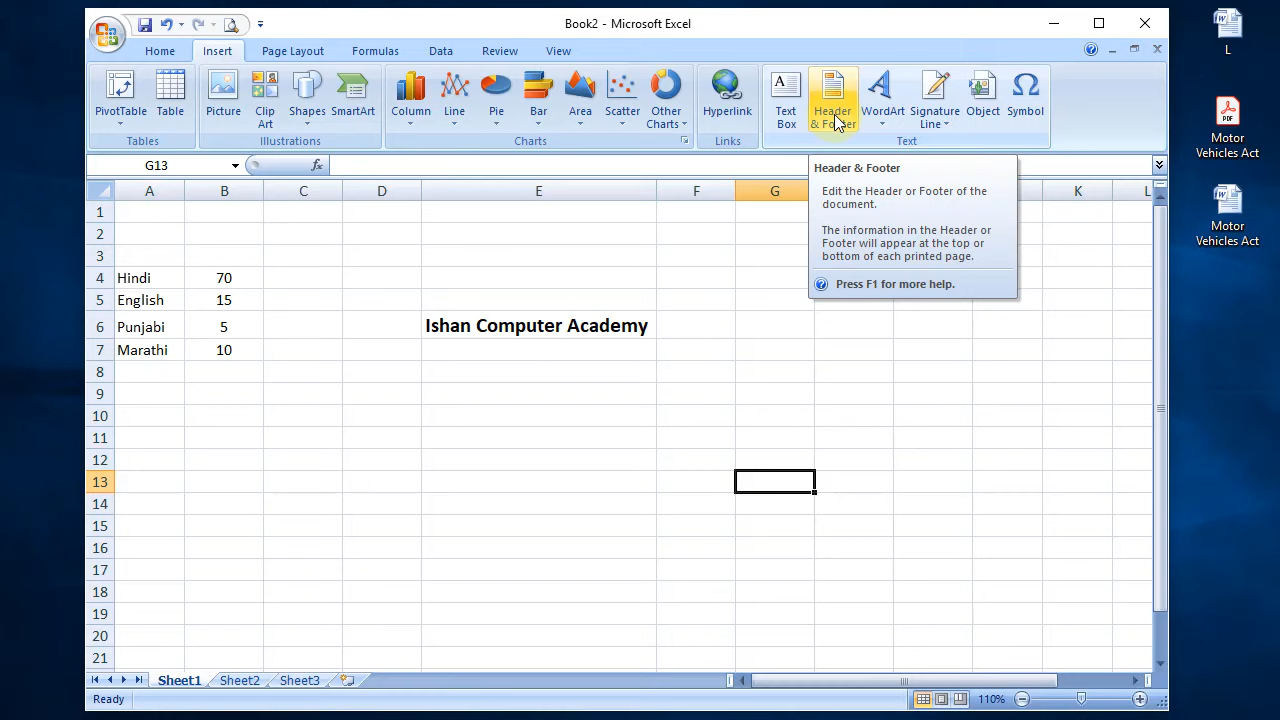 Book2 - Microsoft Excel
Home Insert Page Layout Formulas Data Review View
PivotTable Table Picture Clip Art Shapes SmartArt Column Line Pie Bar Area Scatter Other Charts Hyperlink Text Box Header & Footer WordArt Signature Line Object Symbol
Tables Illustrations Charts Links Text
G13 fx
A B C D E F G K L
Header & Footer
Edit the Header or Footer of the
document.
The information in the Header or
Footer will appear at the top or
bottom of each printed page.
Press F1 for more help.
1
2
3
4 Hindi 70
5 English 15
6 Punjabi 5 Ishan Computer Academy
7 Marathi 10
8
9
10
11
12
13
14
15
16
17
18
19
20
21
Sheet1 Sheet2 Sheet3
Ready 110%
L
PDF
Motor
Vehicles Act
Motor
Vehicles Act